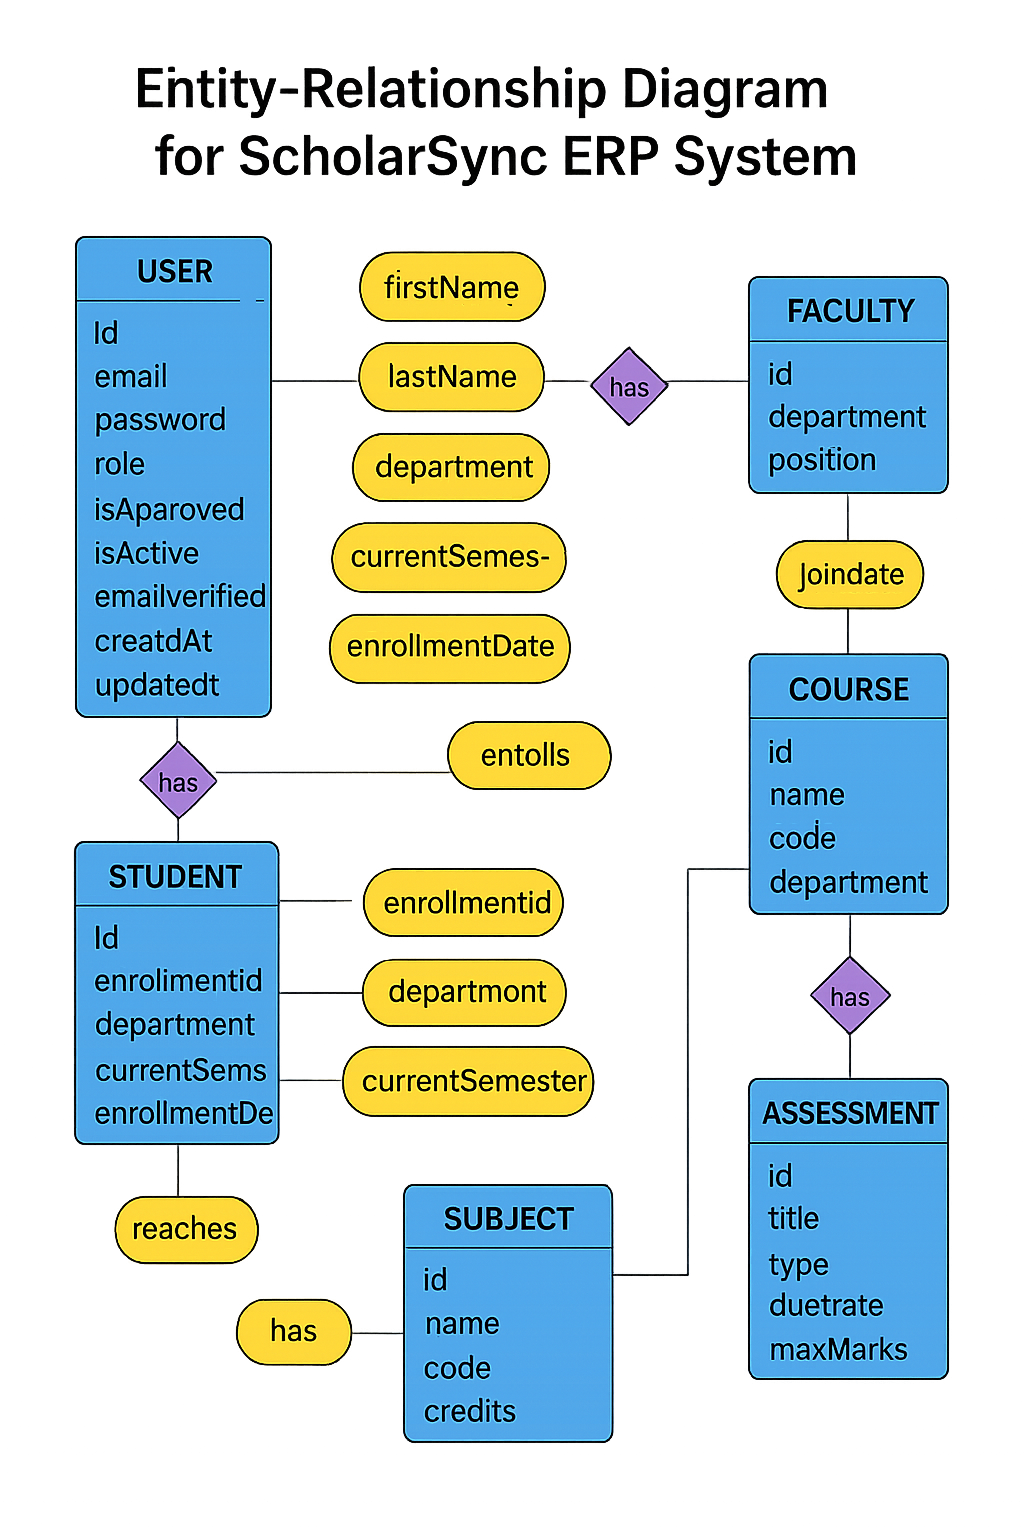 Entity-Relationship Diagram
for ScholarSync ERP System
USER
Id
email
password
role
isAparoved
isActive
emailverified
creatdAt
updatedt
firstName
lastName
department
currentSemes-
enrollmentDate
has
FACULTY
id
department
position
Joindate
COURSE
id
name
code
department
has
entolls
STUDENT
Id
enrolimentid
department
currentSems
enrollmentDe
enrollmentid
departmont
currentSemester
reaches
has
SUBJECT
id
name
code
credits
has
ASSESSMENT
id
title
type
duetrate
maxMarks